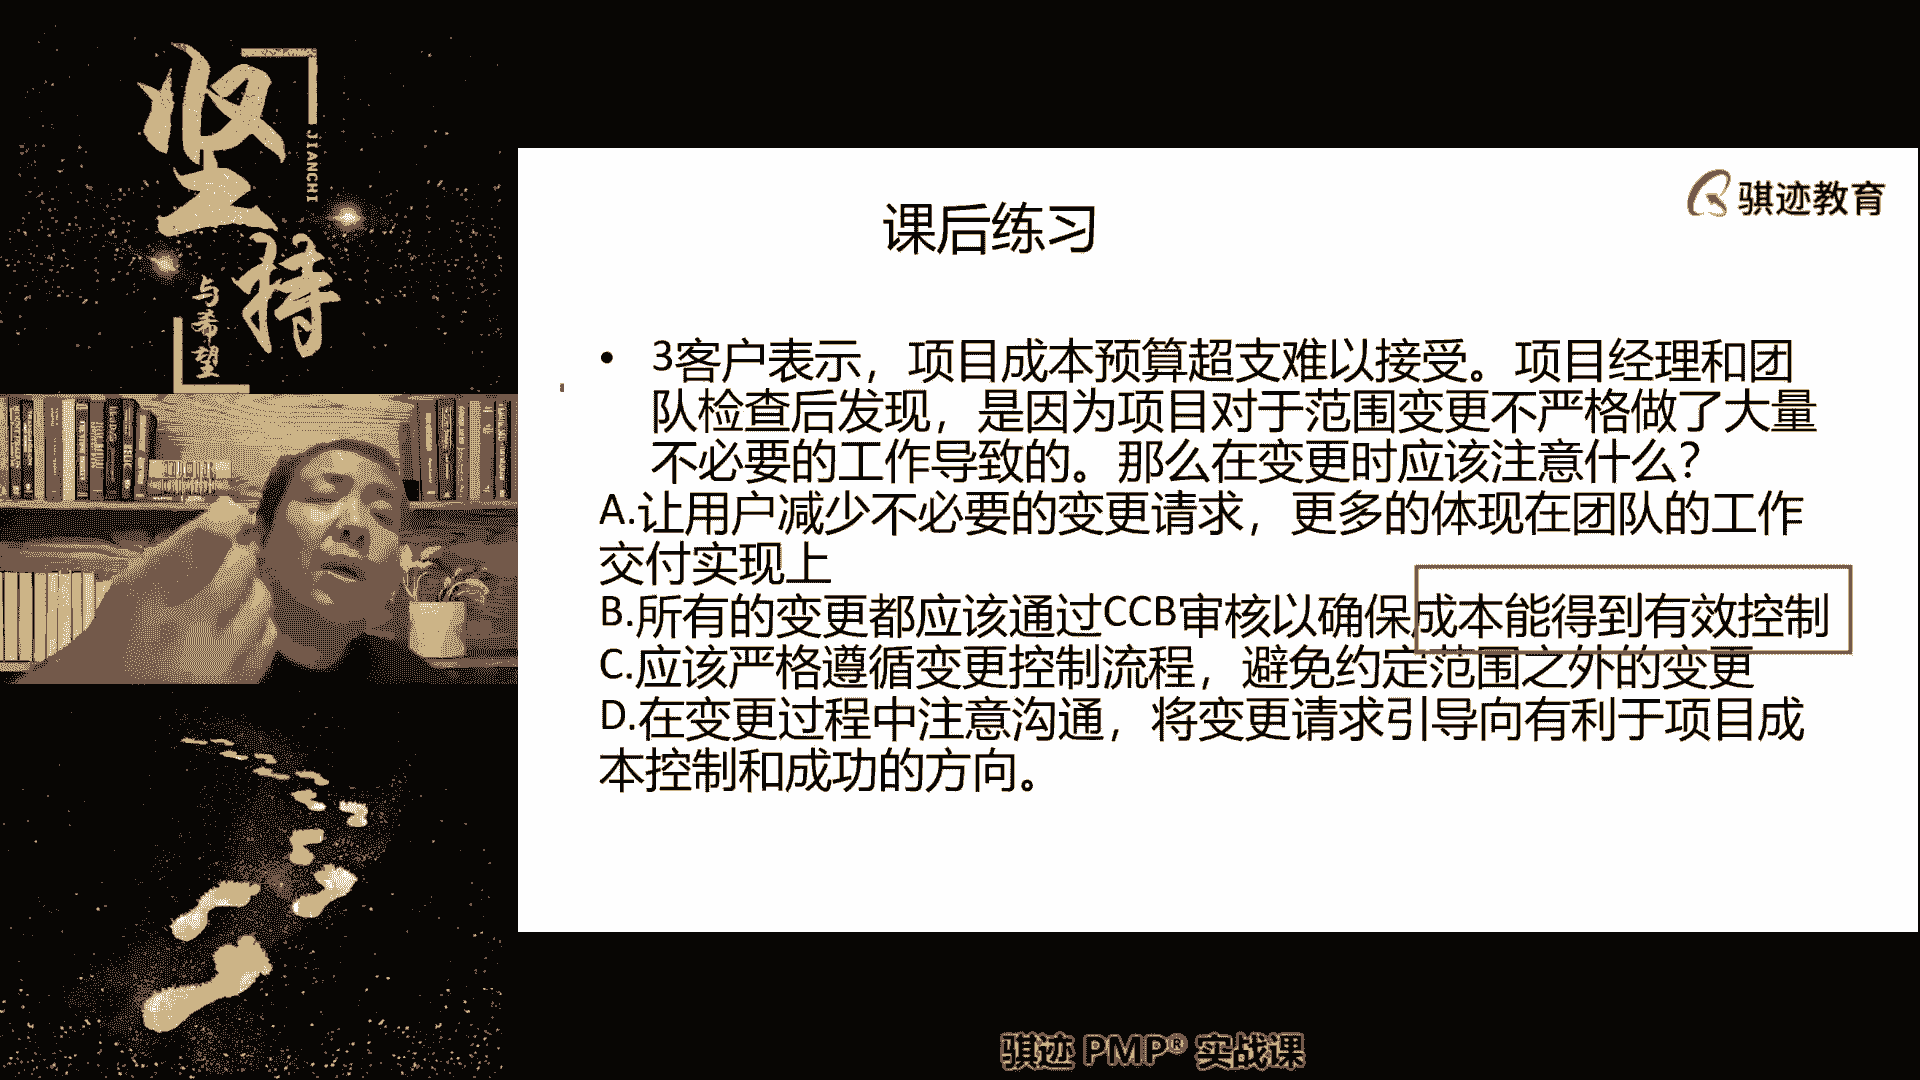 坚持
JIANCHI
与希望
骐迹教育
课后练习
• 3客户表示，项目成本预算超支难以接受。项目经理和团
队检查后发现，是因为项目对于范围变更不严格做了大量
不必要的工作导致的。那么在变更时应该注意什么？
A.让用户减少不必要的变更请求，更多的体现在团队的工作
交付实现上
B.所有的变更都应该通过CCB审核以确保成本能得到有效控制
C.应该严格遵循变更控制流程，避免约定范围之外的变更
D.在变更过程中注意沟通，将变更请求引导向有利于项目成
本控制和成功的方向。
骐迹 PMP® 实战课